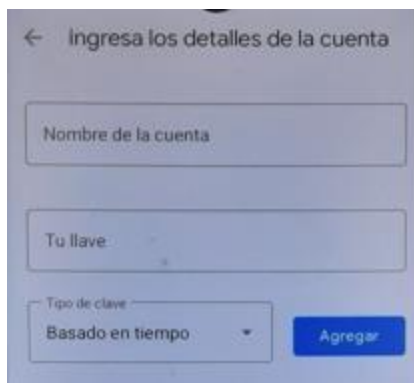 Ingresa los detalles de la cuenta
Nombre de la cuenta
Tu llave
Tipo de clave
Basado en tiempo
Agregar